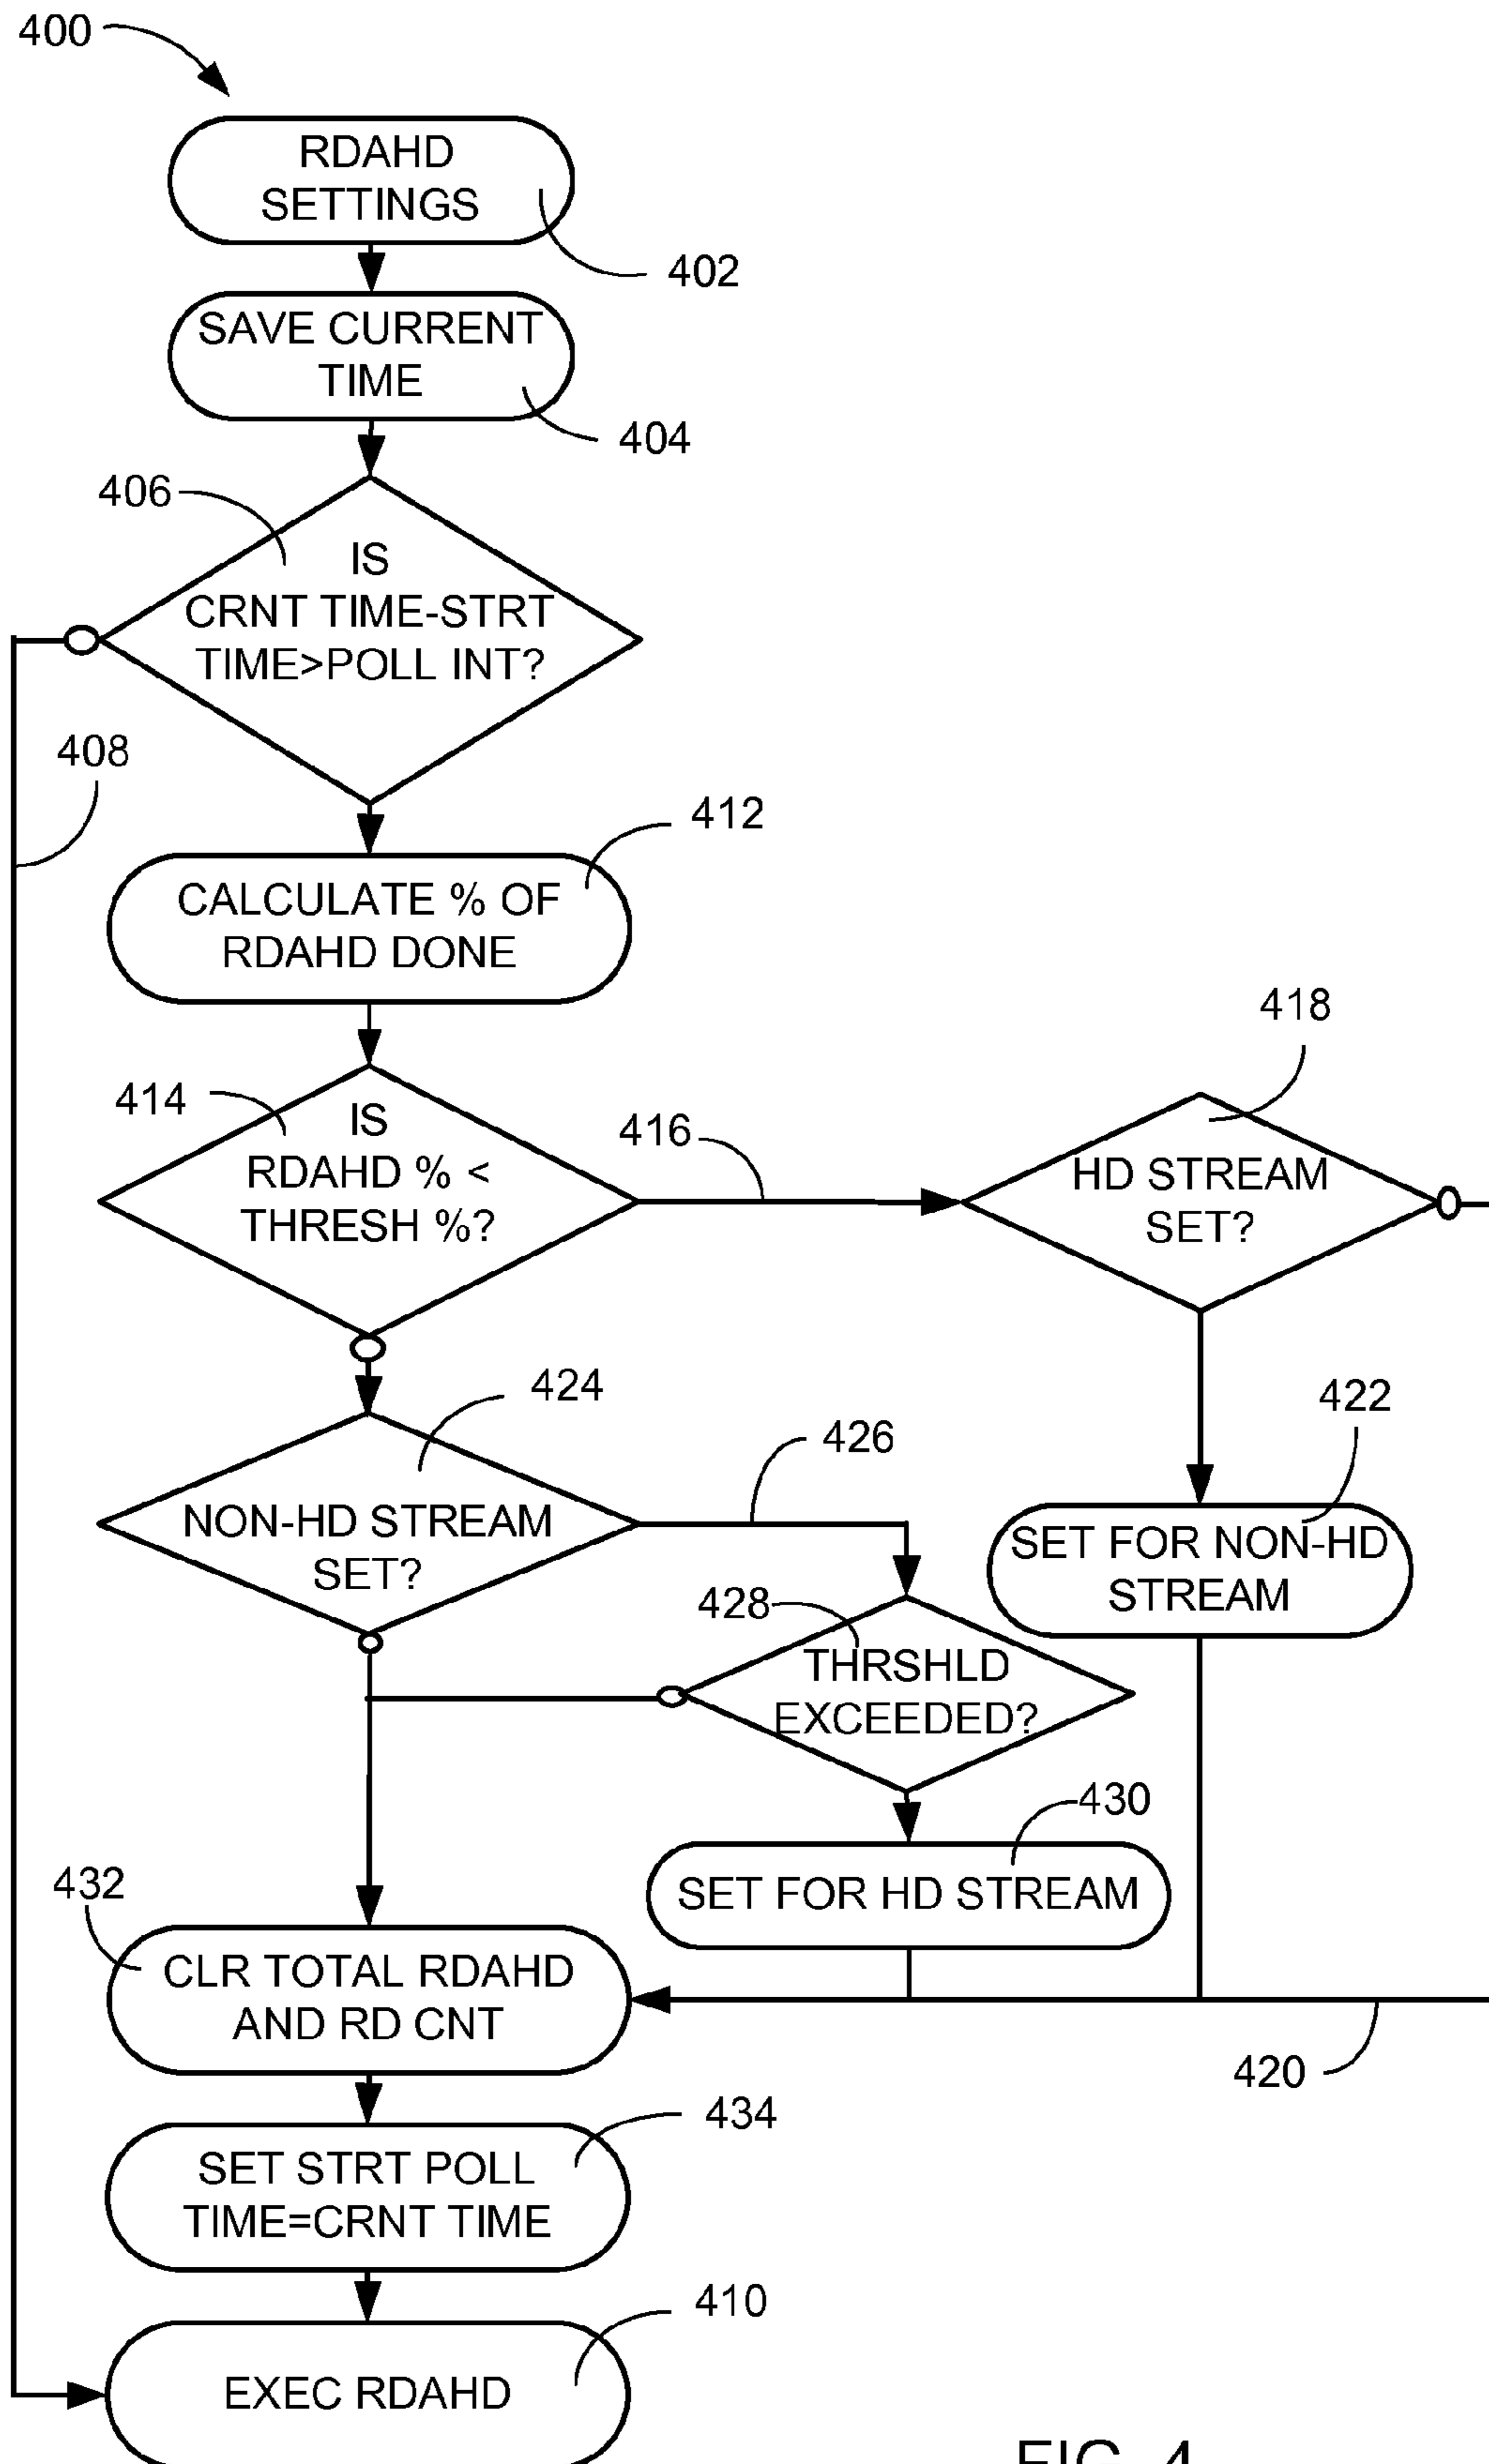 400
RDAHD
SETTINGS
402
SAVE CURRENT
TIME
404
406
IS
CRNT TIME-STRT
TIME>POLL INT?
408
412
CALCULATE % OF
RDAHD DONE
414
IS
RDAHD % <
THRESH %?
416
418
HD STREAM
SET?
424
NON-HD STREAM
SET?
426
422
SET FOR NON-HD
STREAM
428
THRSHLD
EXCEEDED?
430
SET FOR HD STREAM
432
CLR TOTAL RDAHD
AND RD CNT
420
434
SET STRT POLL
TIME=CRNT TIME
410
EXEC RDAHD
FIG. 4